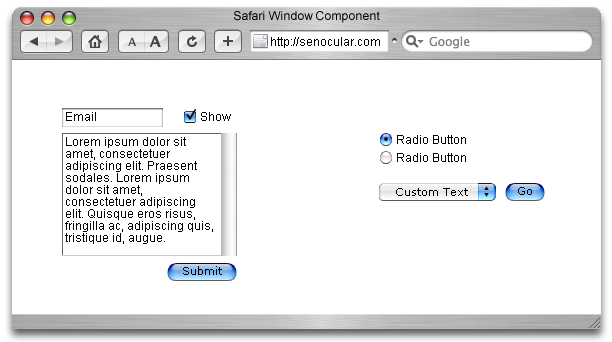 Safari Window Component
A A http://senocular.com Google
Email Show
Lorem ipsum dolor sit
amet, consectetuer
adipiscing elit. Praesent
sodales. Lorem ipsum
dolor sit amet,
consectetuer adipiscing
elit. Quisque eros risus,
fringilla ac, adipiscing quis,
tristique id, augue.
Submit
Radio Button
Radio Button
Custom Text Go